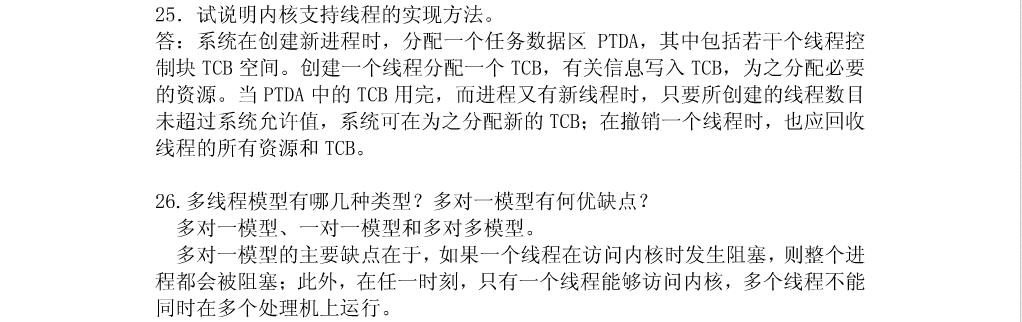 25．试说明内核支持线程的实现方法。
答：系统在创建新进程时，分配一个任务数据区 PTDA，其中包括若干个线程控
制块 TCB 空间。创建一个线程分配一个 TCB，有关信息写入 TCB，为之分配必要
的资源。当 PTDA 中的 TCB 用完，而进程又有新线程时，只要所创建的线程数目
未超过系统允许值，系统可在为之分配新的 TCB；在撤销一个线程时，也应回收
线程的所有资源和 TCB。
26.多线程模型有哪几种类型？多对一模型有何优缺点？
多对一模型、一对一模型和多对多模型。
多对一模型的主要缺点在于，如果一个线程在访问内核时发生阻塞，则整个进
程都会被阻塞；此外，在任一时刻，只有一个线程能够访问内核，多个线程不能
同时在多个处理机上运行。